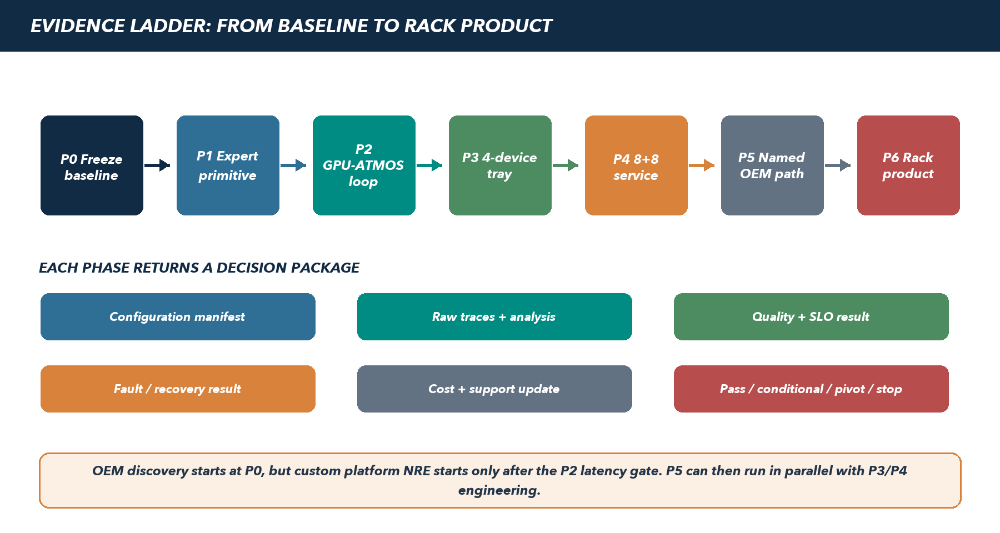 EVIDENCE LADDER: FROM BASELINE TO RACK PRODUCT
P0 Freeze
baseline
P1 Expert
primitive
P2
GPU-ATMOS
loop
P3 4-device
tray
P4 8+8
service
P5 Named
OEM path
P6 Rack
product
EACH PHASE RETURNS A DECISION PACKAGE
Configuration manifest
Raw traces + analysis
Quality + SLO result
Fault / recovery result
Cost + support update
Pass / conditional / pivot / stop
OEM discovery starts at P0, but custom platform NRE starts only after the P2 latency gate. P5 can then run in parallel with P3/P4
engineering.